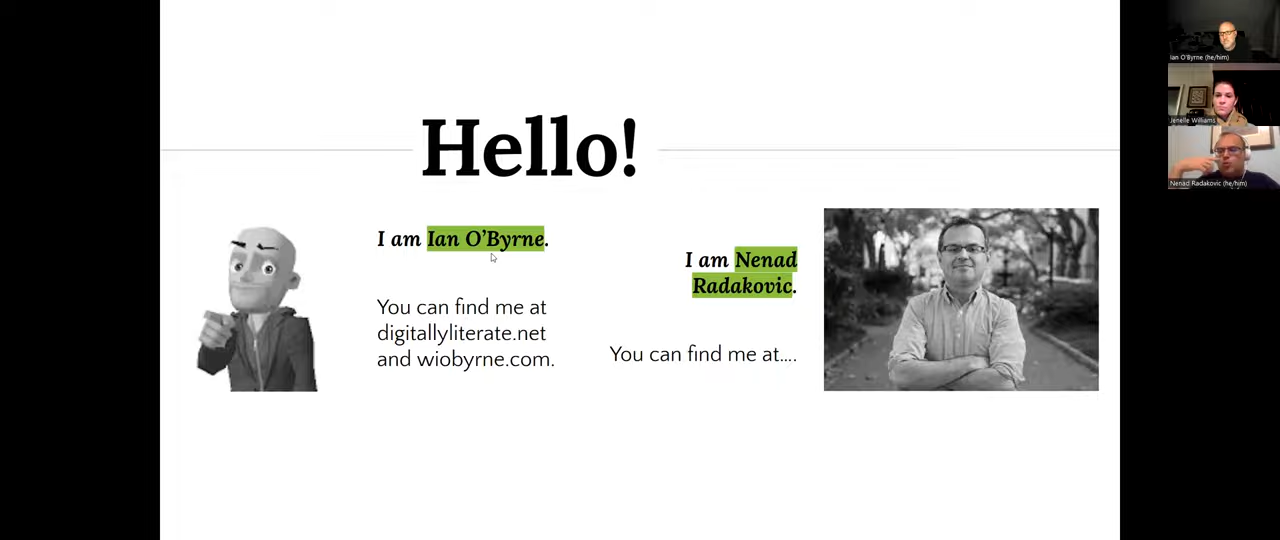 Hello!
I am Ian O’Byrne.
You can find me at
digitallyliterate.net
and wiobyrne.com.
I am Nenad
Radakovic.
You can find me at....
Ian O'Byrne (he/him)
Jenelle Williams
Nenad Radakovic (he/him)